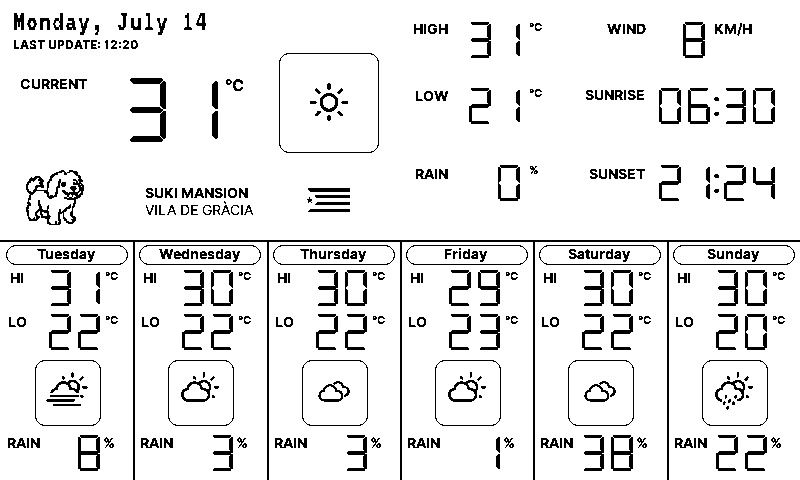 Monday, July 14
LAST UPDATE: 12:20
CURRENT 31 °C
SUKI MANSION
VILA DE GRÀCIA
HIGH 31 °C
LOW 21 °C
RAIN 0 %
WIND 8 KM/H
SUNRISE 06:30
SUNSET 21:24
Tuesday
HI 31 °C
LO 22 °C
RAIN 8 %
Wednesday
HI 30 °C
LO 22 °C
RAIN 3 %
Thursday
HI 30 °C
LO 22 °C
RAIN 3 %
Friday
HI 29 °C
LO 23 °C
RAIN 1 %
Saturday
HI 30 °C
LO 22 °C
RAIN 38 %
Sunday
HI 30 °C
LO 20 °C
RAIN 22 %